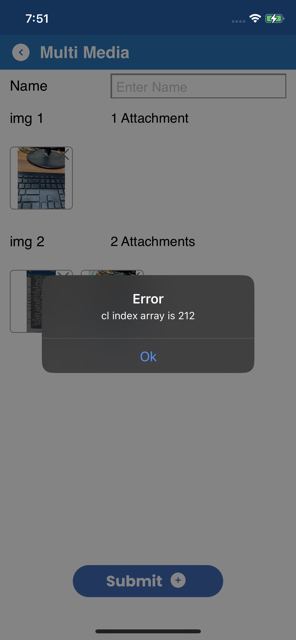 7:51
Multi Media
Name
Enter Name
img 1
1 Attachment
img 2
2 Attachments
Error
cl index array is 212
Ok
Submit